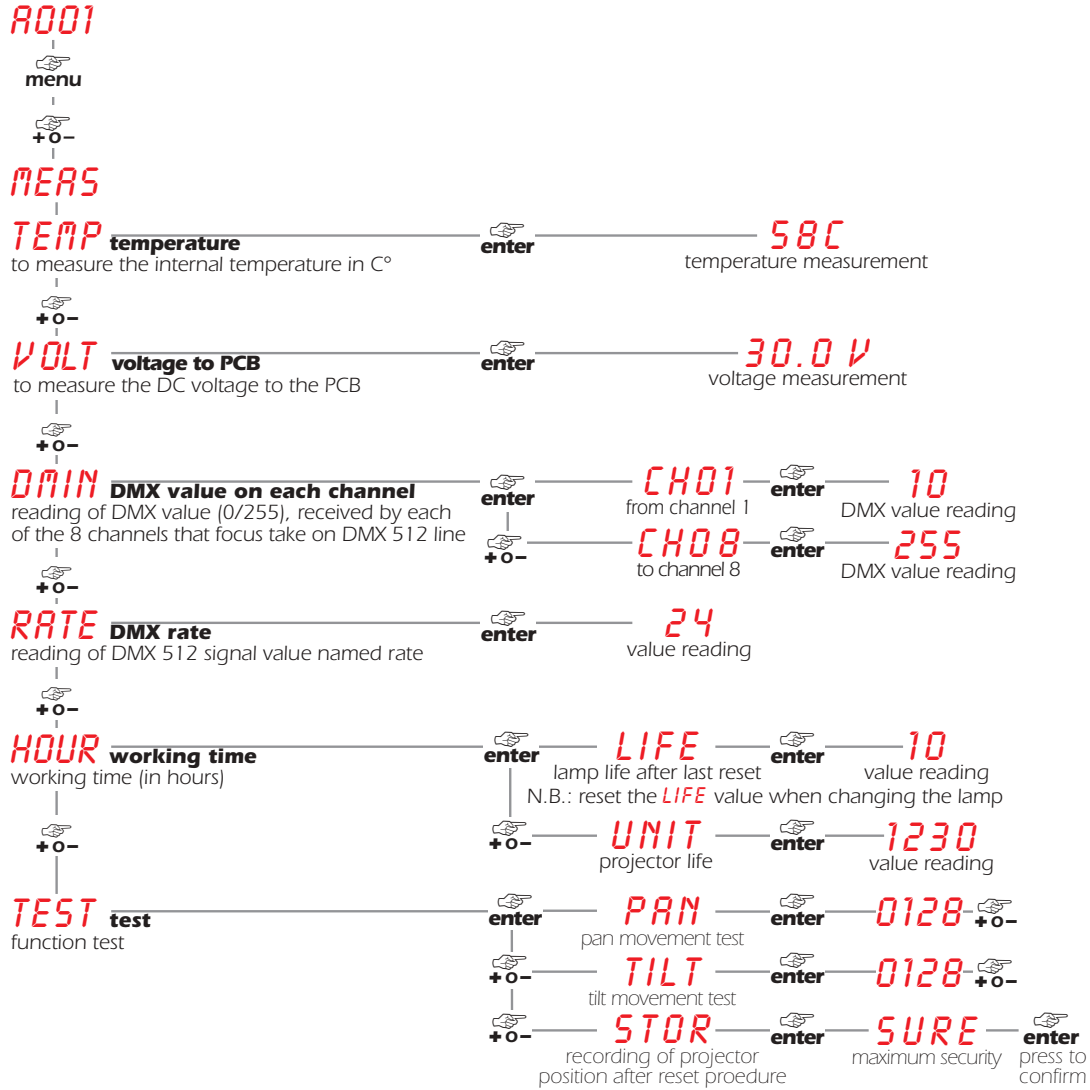 A001
menu
+o–
MEAS
TEMP temperature enter 58C
to measure the internal temperature in C° temperature measurement
+o–
VOLT voltage to PCB enter 30.0 V
to measure the DC voltage to the PCB voltage measurement
+o–
DMIN DMX value on each channel enter CH01 enter 10
reading of DMX value (0/255), received by each from channel 1 DMX value reading
of the 8 channels that focus take on DMX 512 line +o– CH08 enter 255
to channel 8 DMX value reading
+o–
RATE DMX rate enter 24
reading of DMX 512 signal value named rate value reading
+o–
HOUR working time enter LIFE enter 10
working time (in hours) lamp life after last reset value reading
N.B.: reset the LIFE value when changing the lamp
+o– +o– UNIT enter 1230
projector life value reading
TEST test enter PAN enter 0128 +o–
function test pan movement test
+o– TILT enter 0128 +o–
tilt movement test
+o– STOR enter SURE enter
recording of projector maximum security press to
position after reset proedure confirm